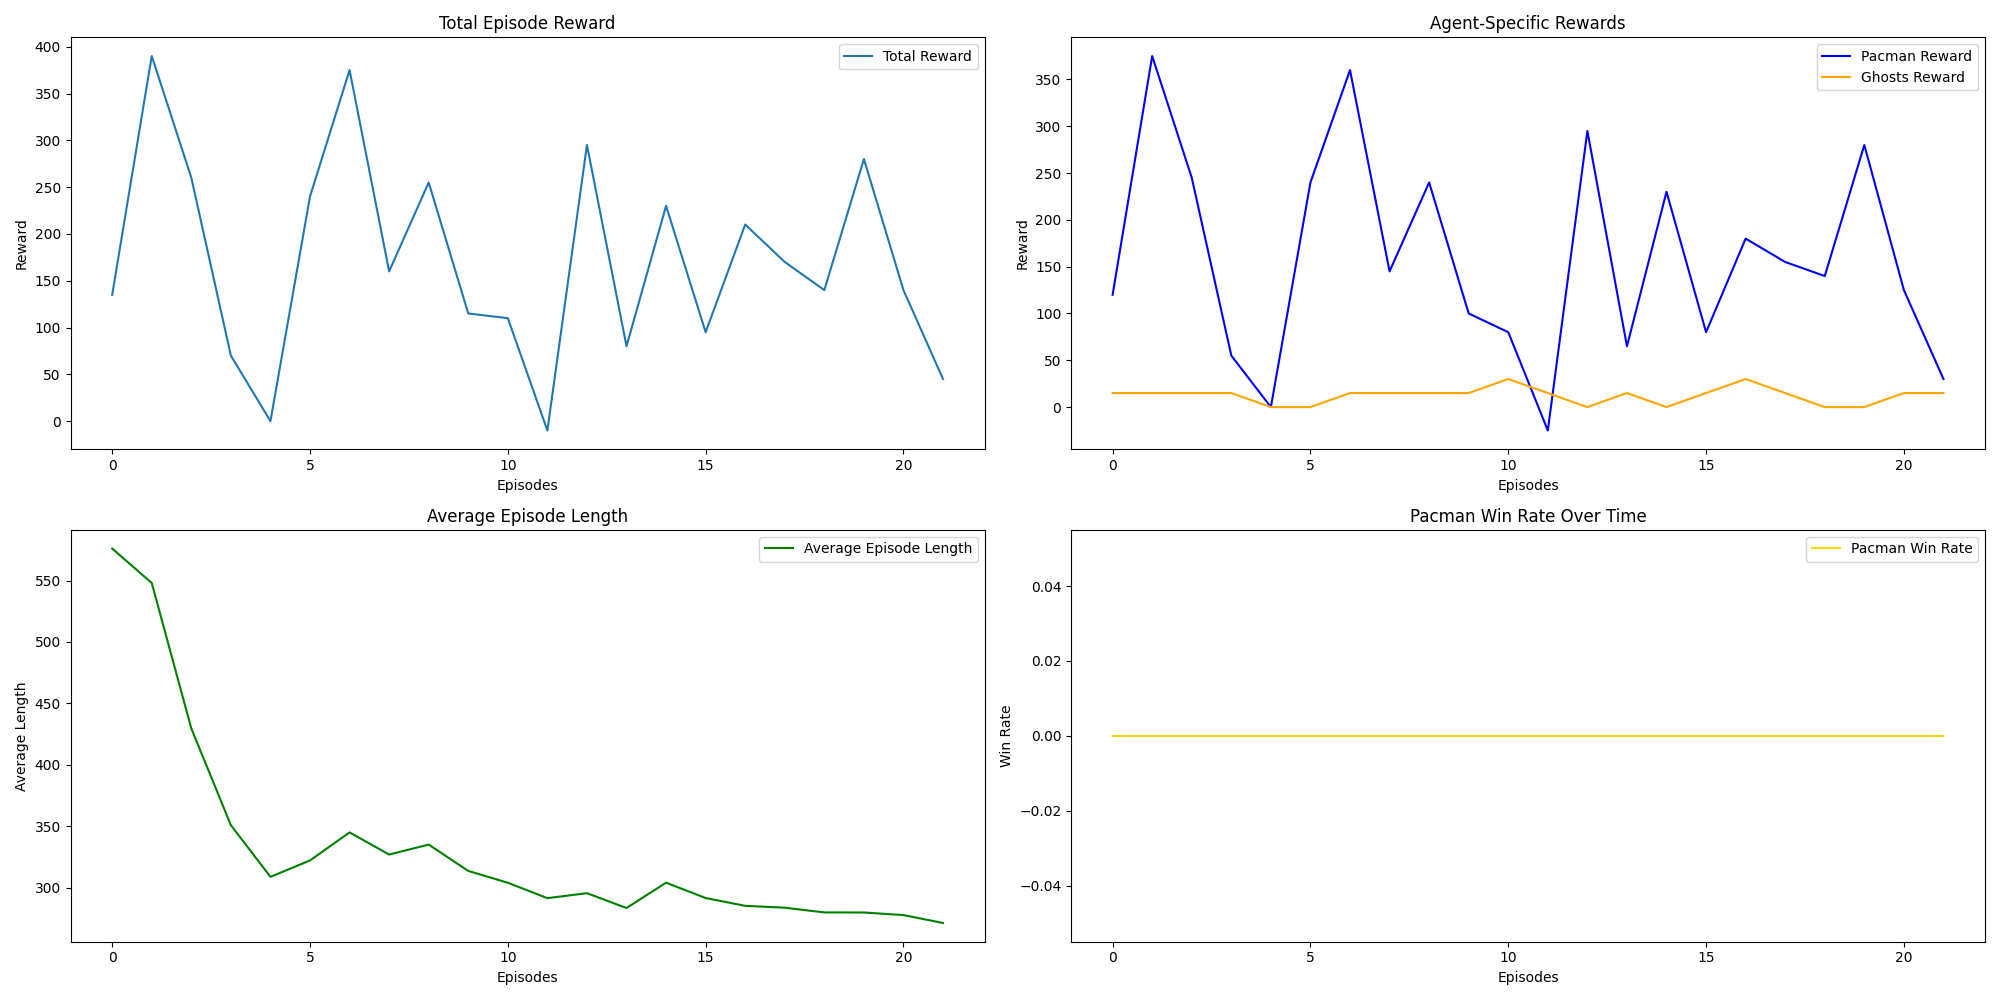 Total Episode Reward
Total Reward
400
350
300
250
200
150
100
50
0
Reward
0 5 10 15 20
Episodes
Agent-Specific Rewards
Pacman Reward
Ghosts Reward
350
300
250
200
150
100
50
0
Reward
0 5 10 15 20
Episodes
Average Episode Length
Average Episode Length
550
500
450
400
350
300
Average Length
0 5 10 15 20
Episodes
Pacman Win Rate Over Time
Pacman Win Rate
0.04
0.02
0.00
−0.02
−0.04
Win Rate
0 5 10 15 20
Episodes